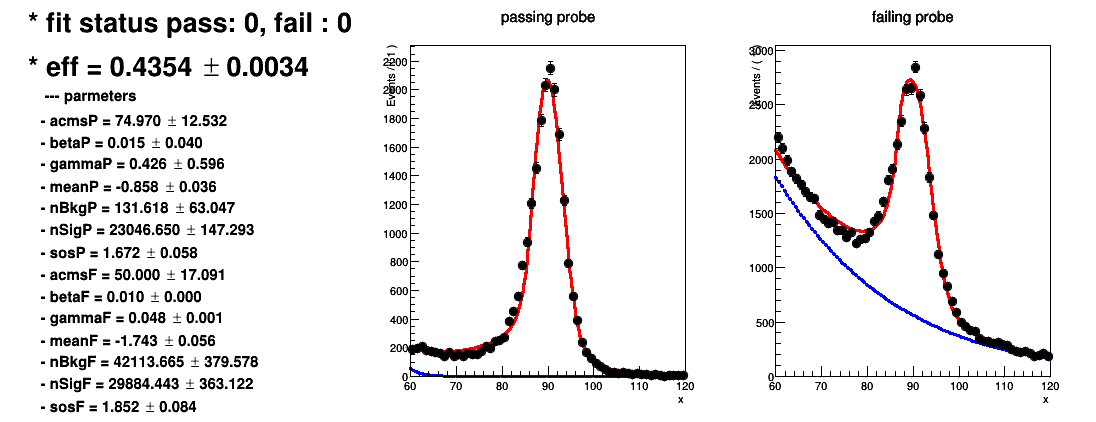 * fit status pass: 0, fail : 0
* eff = 0.4354 ± 0.0034
--- parmeters
- acmsP = 74.970 ± 12.532
- betaP = 0.015 ± 0.040
- gammaP = 0.426 ± 0.596
- meanP = -0.858 ± 0.036
- nBkgP = 131.618 ± 63.047
- nSigP = 23046.650 ± 147.293
- sosP = 1.672 ± 0.058
- acmsF = 50.000 ± 17.091
- betaF = 0.010 ± 0.000
- gammaF = 0.048 ± 0.001
- meanF = -1.743 ± 0.056
- nBkgF = 42113.665 ± 379.578
- nSigF = 29884.443 ± 363.122
- sosF = 1.852 ± 0.084
passing probe
Events / ( 1 )
2200
2000
1800
1600
1400
1200
1000
800
600
400
200
0
60 70 80 90 100 110 120
x
failing probe
Events / (
3000
2500
2000
1500
1000
500
0
60 70 80 90 100 110 120
x